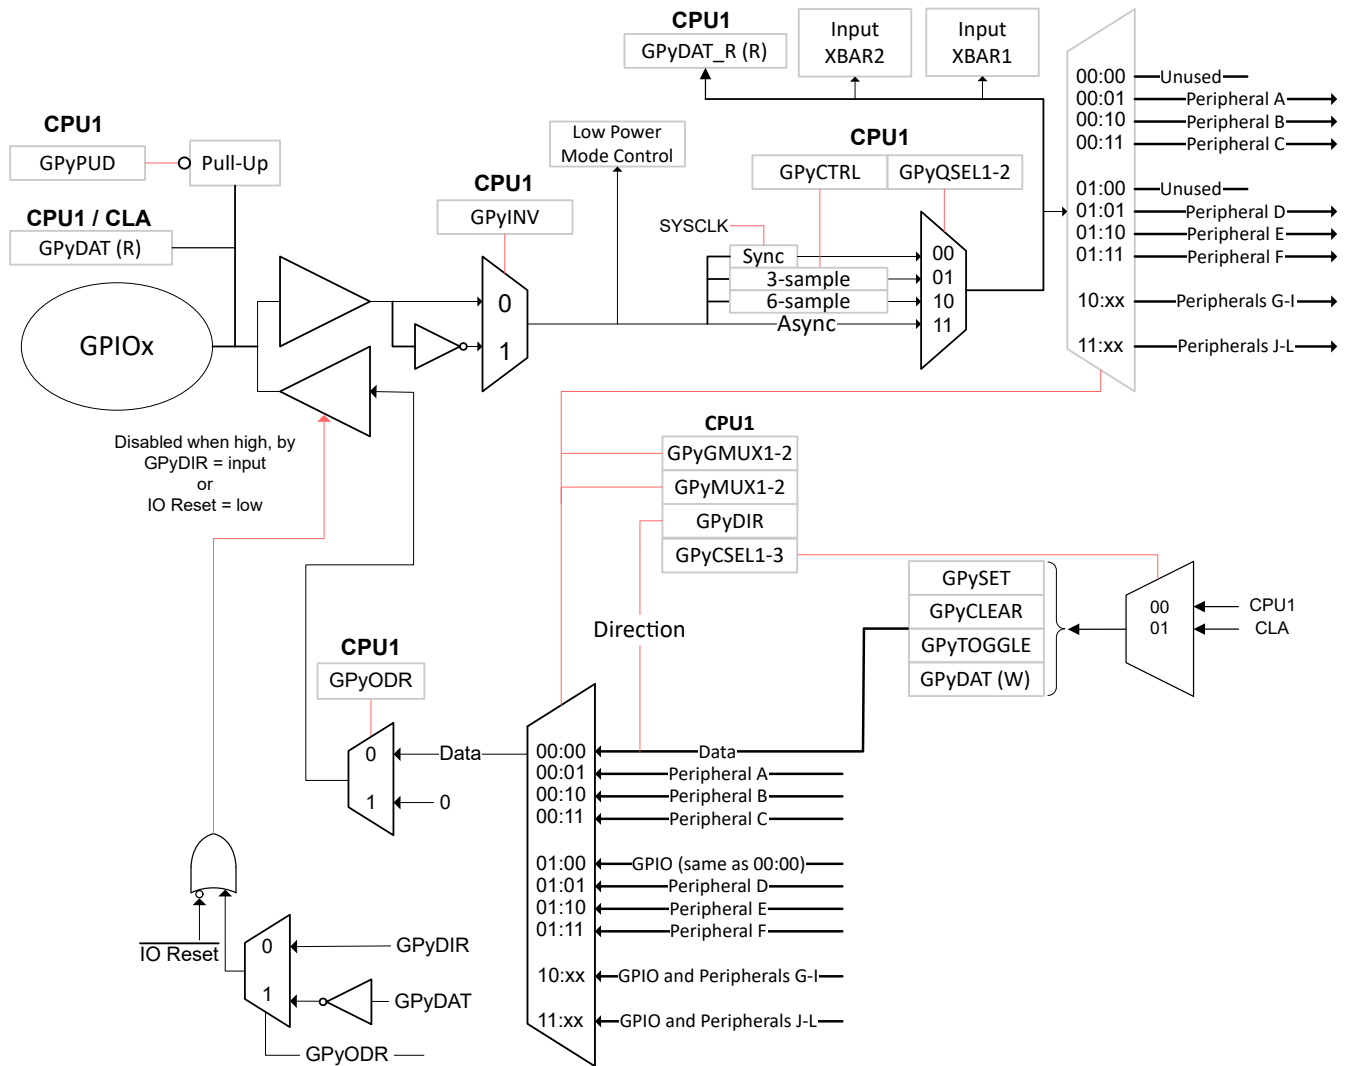 CPU1
GPyDAT_R (R)
Input
XBAR2
Input
XBAR1
00:00
Unused
00:01
Peripheral A
00:10
Peripheral B
00:11
Peripheral C
01:00
Unused
01:01
Peripheral D
01:10
Peripheral E
01:11
Peripheral F
10:xx
Peripherals G-I
11:xx
Peripherals J-L
CPU1
GPyPUD
Pull-Up
CPU1 / CLA
GPyDAT (R)
GPIOx
Low Power
Mode Control
CPU1
GPyINV
0
1
CPU1
GPyCTRL
GPyQSEL1-2
SYSCLK
Sync
3-sample
6-sample
Async
00
01
10
11
Disabled when high, by
GPyDIR = input
or
IO Reset = low
CPU1
GPyGMUX1-2
GPyMUX1-2
GPyDIR
GPyCSEL1-3
Direction
GPySET
GPyCLEAR
GPyTOGGLE
GPyDAT (W)
00
01
CPU1
CLA
CPU1
GPyODR
0
1
Data
0
00:00
Data
00:01
Peripheral A
00:10
Peripheral B
00:11
Peripheral C
01:00
GPIO (same as 00:00)
01:01
Peripheral D
01:10
Peripheral E
01:11
Peripheral F
10:xx
GPIO and Peripherals G-I
11:xx
GPIO and Peripherals J-L
IO Reset
0
1
GPyDIR
GPyDAT
GPyODR